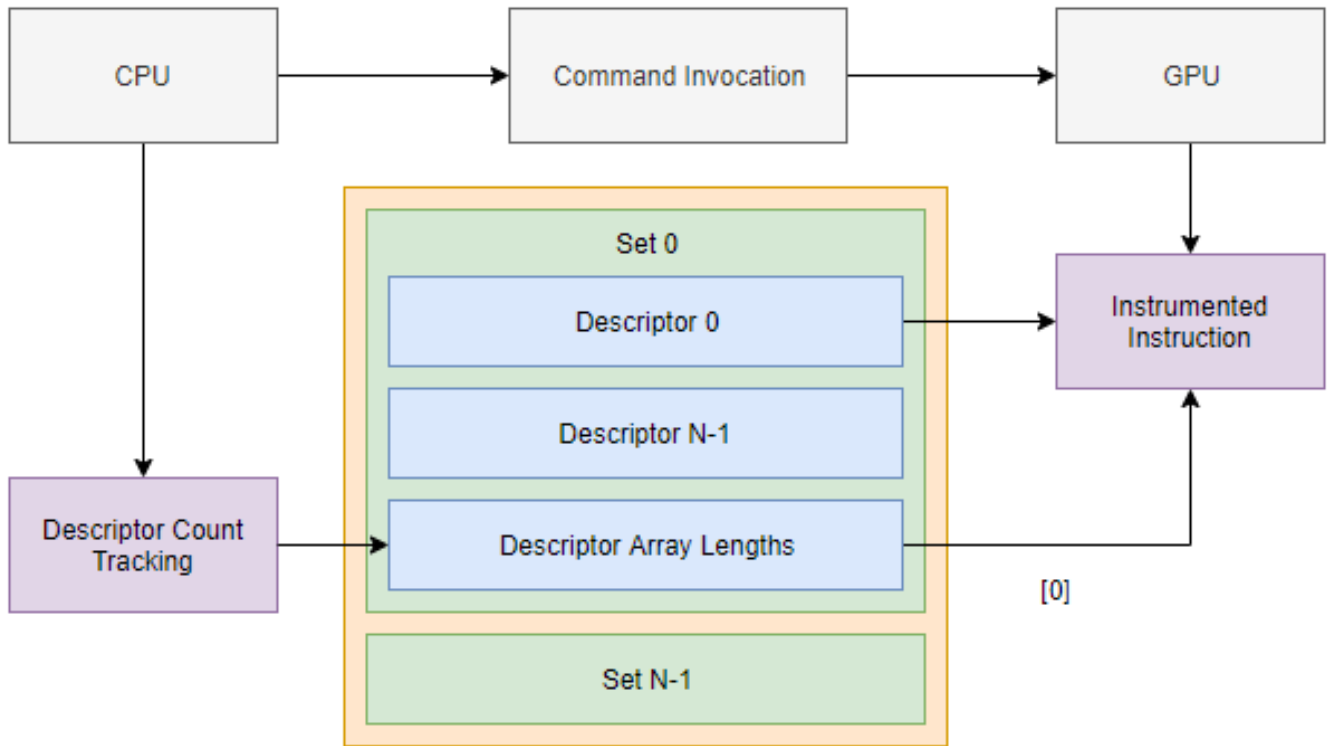 CPU
Command Invocation
GPU
Set 0
Descriptor 0
Instrumented
Instruction
Descriptor N-1
Descriptor Count
Tracking
Descriptor Array Lengths
[0]
Set N-1